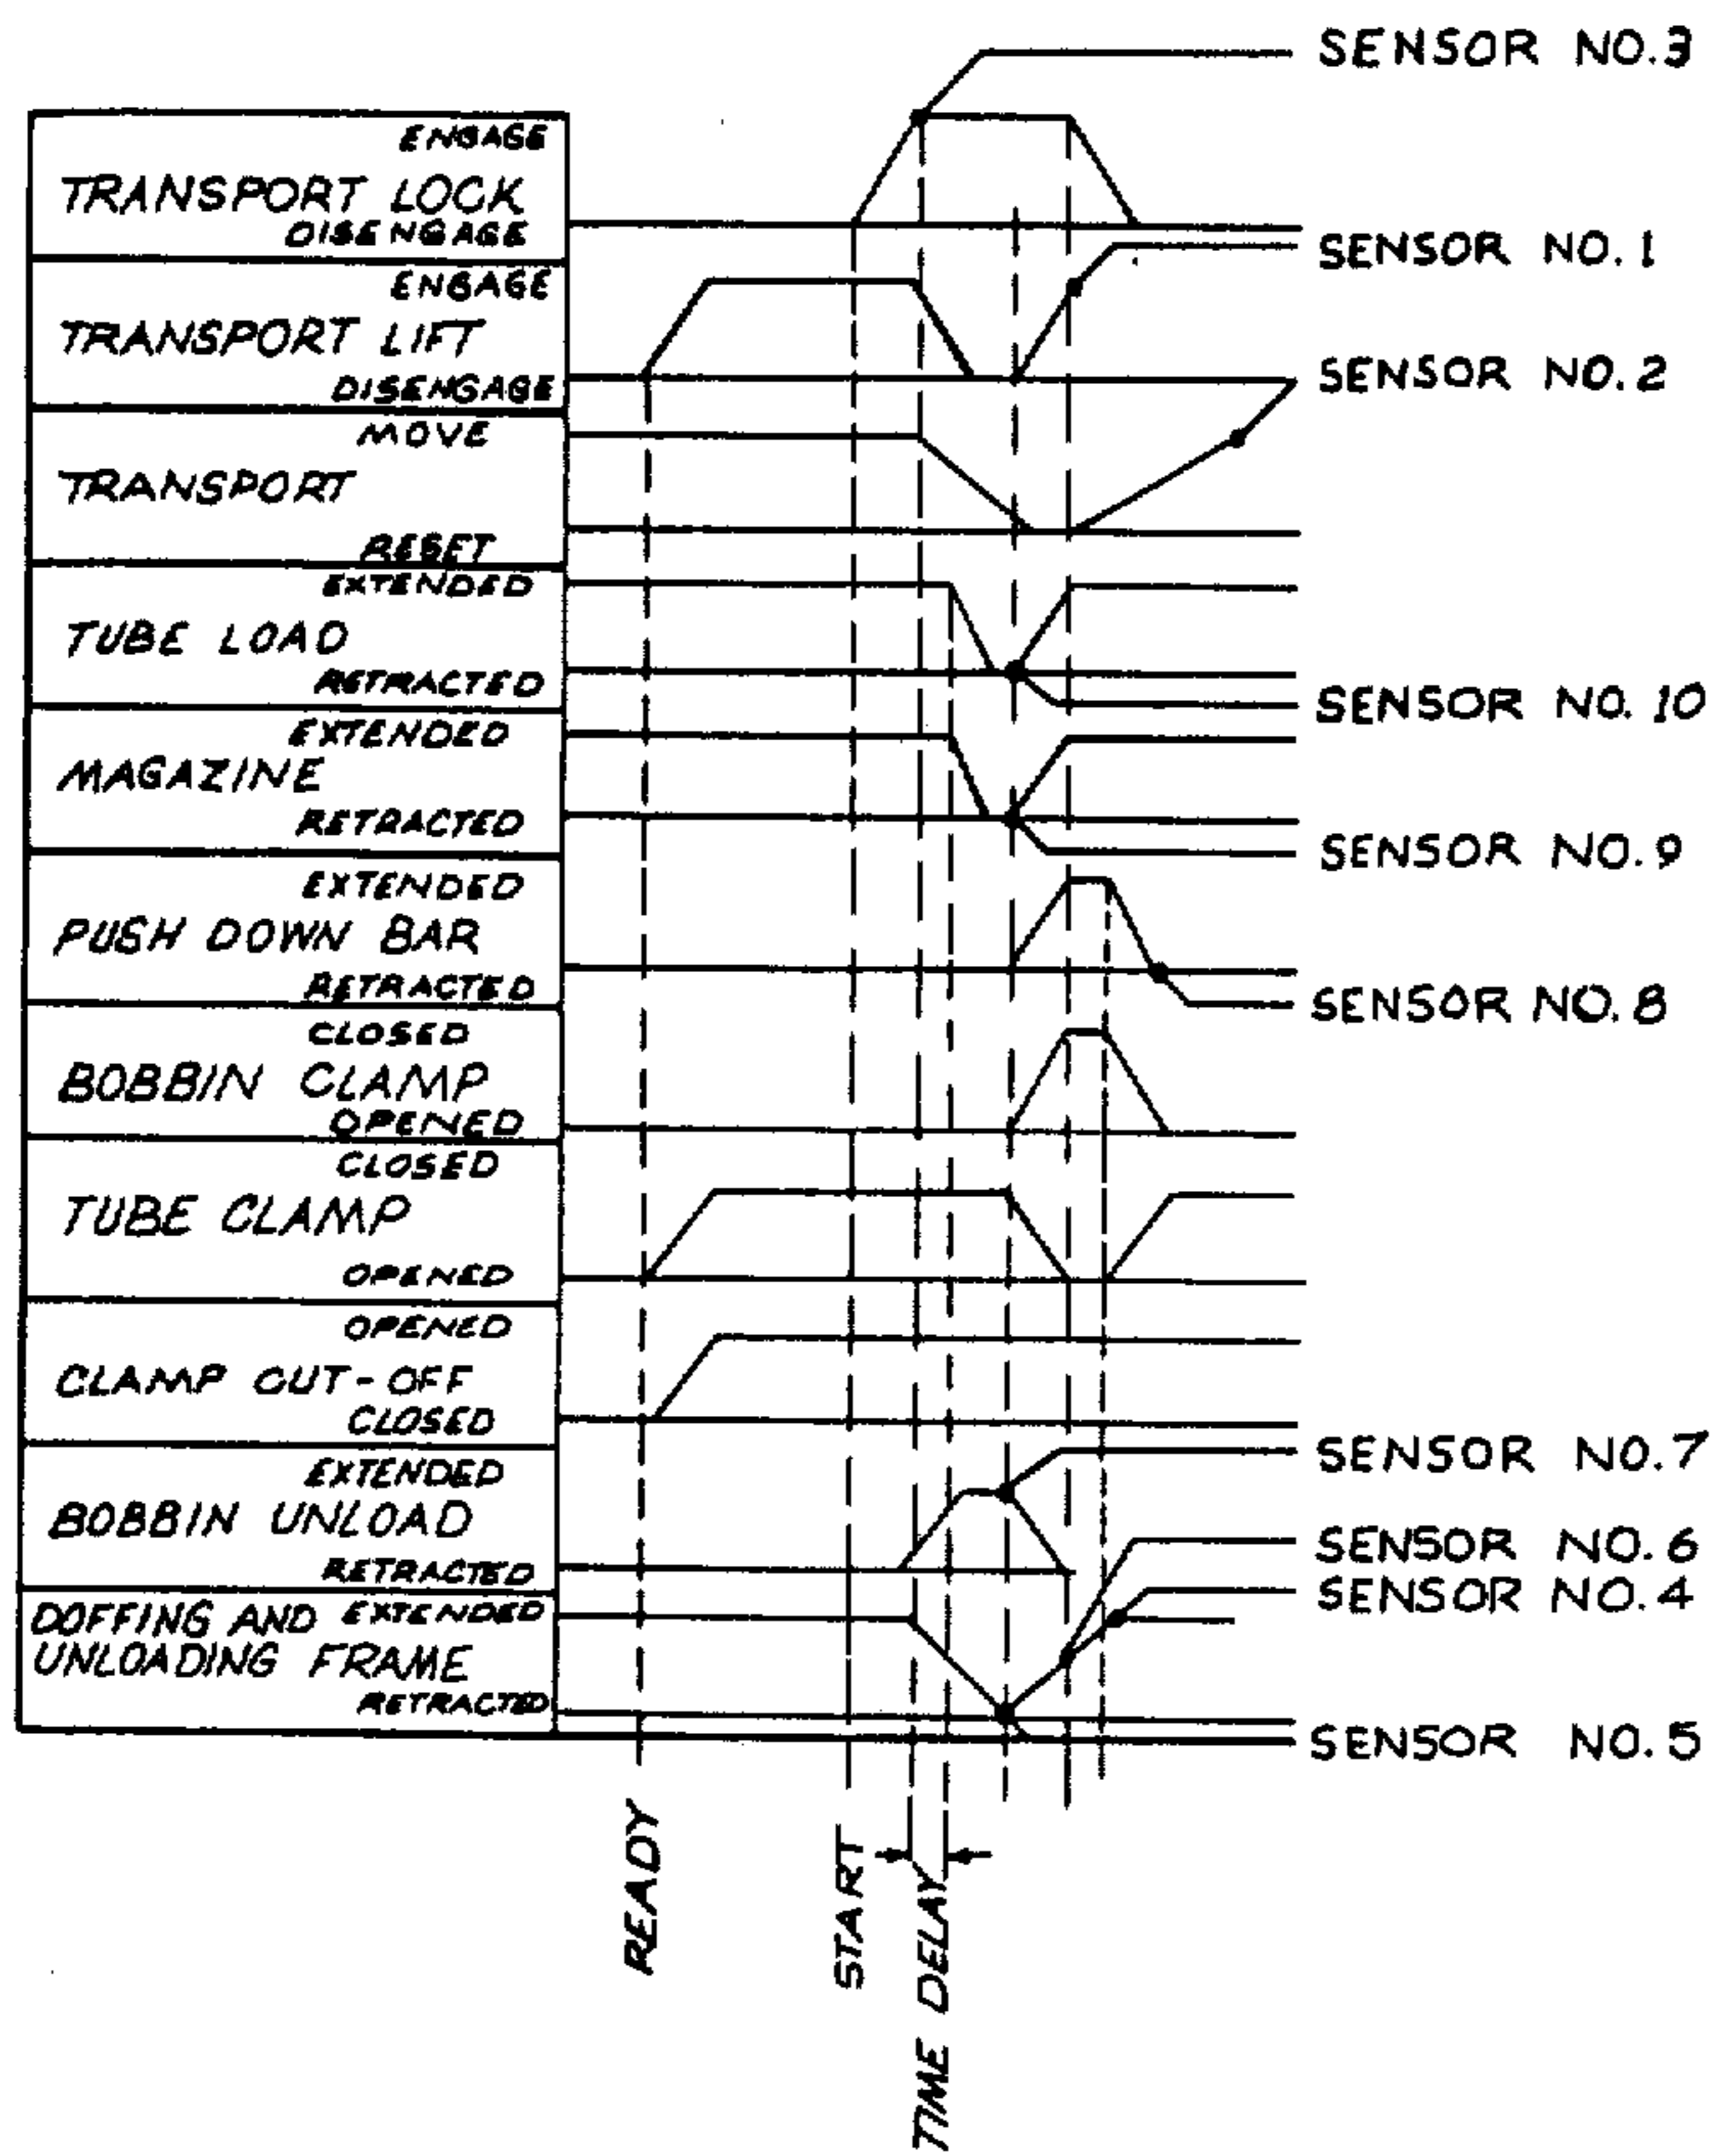 SENSOR NO. 3
ENGAGE
TRANSPORT LOCK
DISENGAGE
SENSOR NO. 1
ENGAGE
TRANSPORT LIFT
DISENGAGE
SENSOR NO. 2
MOVE
TRANSPORT
RESET
EXTENDED
TUBE LOAD
RETRACTED
SENSOR NO. 10
EXTENDED
MAGAZINE
RETRACTED
SENSOR NO. 9
EXTENDED
PUSH DOWN BAR
RETRACTED
SENSOR NO. 8
CLOSED
BOBBIN CLAMP
OPENED
CLOSED
TUBE CLAMP
OPENED
OPENED
CLAMP CUT-OFF
CLOSED
SENSOR NO. 7
EXTENDED
BOBBIN UNLOAD
SENSOR NO. 6
RETRACTED
SENSOR NO. 4
DOFFING AND EXTENDED
UNLOADING FRAME
RETRACTED
SENSOR NO. 5
READY
START
TIME DELAY